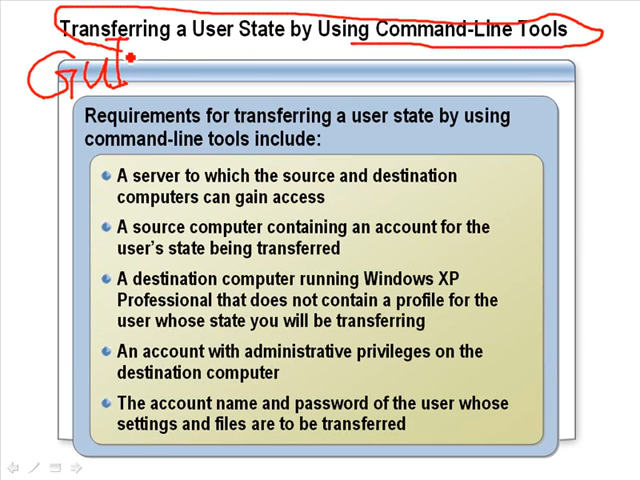 Transferring a User State by Using Command-Line Tools
GUI
Requirements for transferring a user state by using
command-line tools include:
A server to which the source and destination
computers can gain access
A source computer containing an account for the
user's state being transferred
A destination computer running Windows XP
Professional that does not contain a profile for the
user whose state you will be transferring
An account with administrative privileges on the
destination computer
The account name and password of the user whose
settings and files are to be transferred